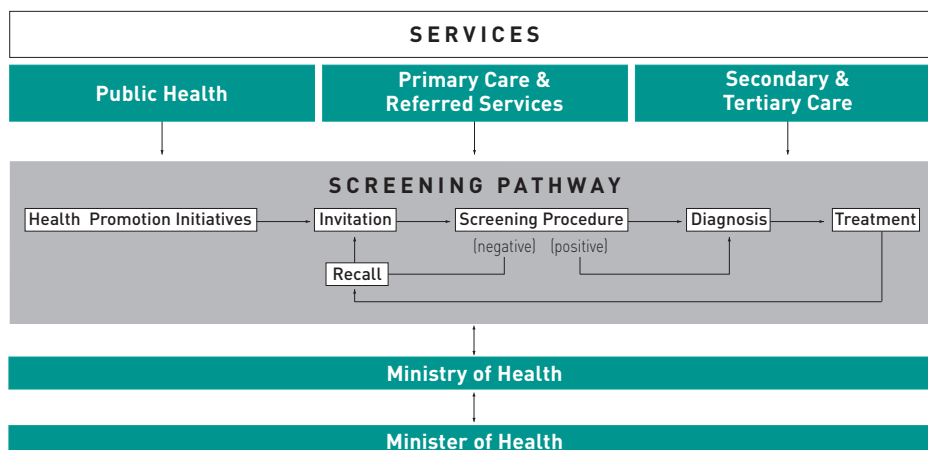 SERVICES
Public Health
Primary Care &
Referred Services
Secondary &
Tertiary Care
SCREENING PATHWAY
Health Promotion Initiatives
Invitation
Screening Procedure
Diagnosis
Treatment
(negative)
(positive)
Recall
Ministry of Health
Minister of Health